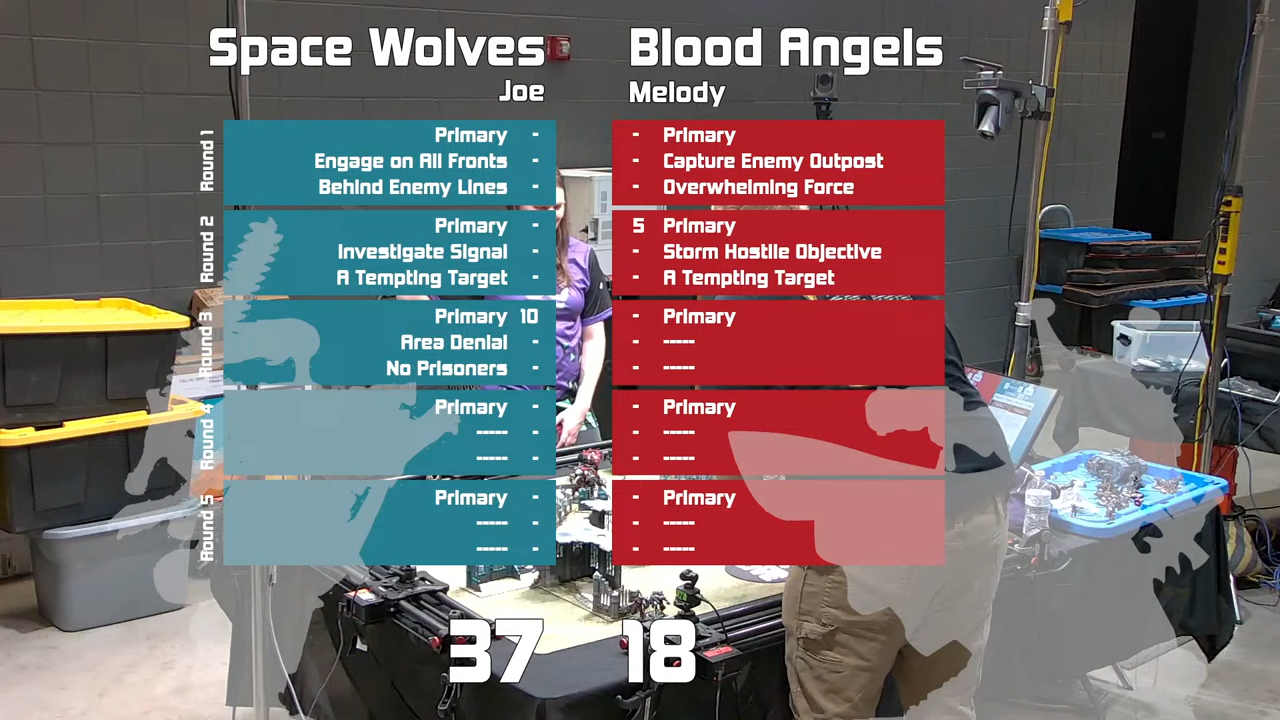 Space Wolves
Joe
Blood Angels
Melody
Round 1
Primary -
Engage on All Fronts -
Behind Enemy Lines -
- Primary
- Capture Enemy Outpost
- Overwhelming Force
Round 2
Primary -
Investigate Signal -
A Tempting Target -
5 Primary
- Storm Hostile Objective
- A Tempting Target
Round 3
Primary 10
Area Denial -
No Prisoners -
- Primary
- -----
- -----
Round 4
Primary -
----- -
----- -
- Primary
- -----
- -----
Round 5
Primary -
----- -
----- -
- Primary
- -----
- -----
37
18